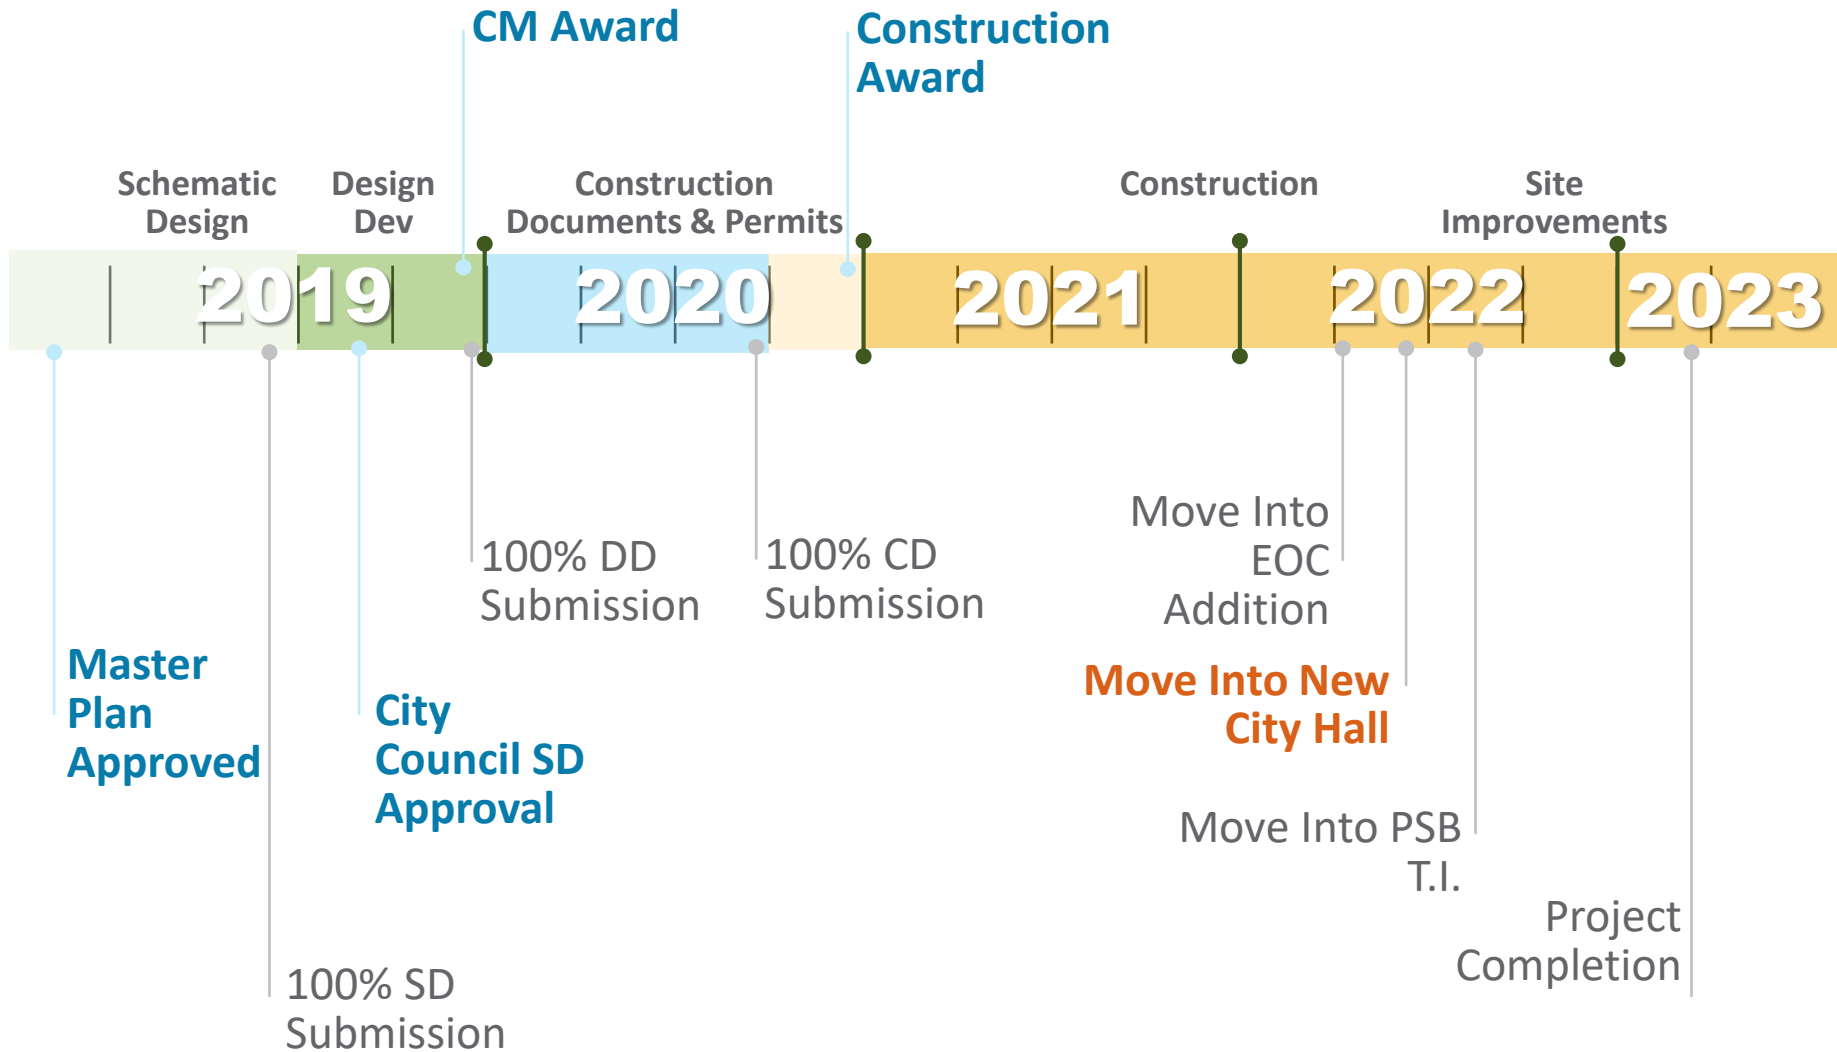 CM Award
Construction
Award
Schematic
Design
Design
Dev
Construction
Documents & Permits
Construction
Site
Improvements
2019
2020
2021
2022
2023
Master
Plan
Approved
100% SD
Submission
City
Council SD
Approval
100% DD
Submission
100% CD
Submission
Move Into
EOC
Addition
Move Into New
City Hall
Move Into PSB
T.I.
Project
Completion